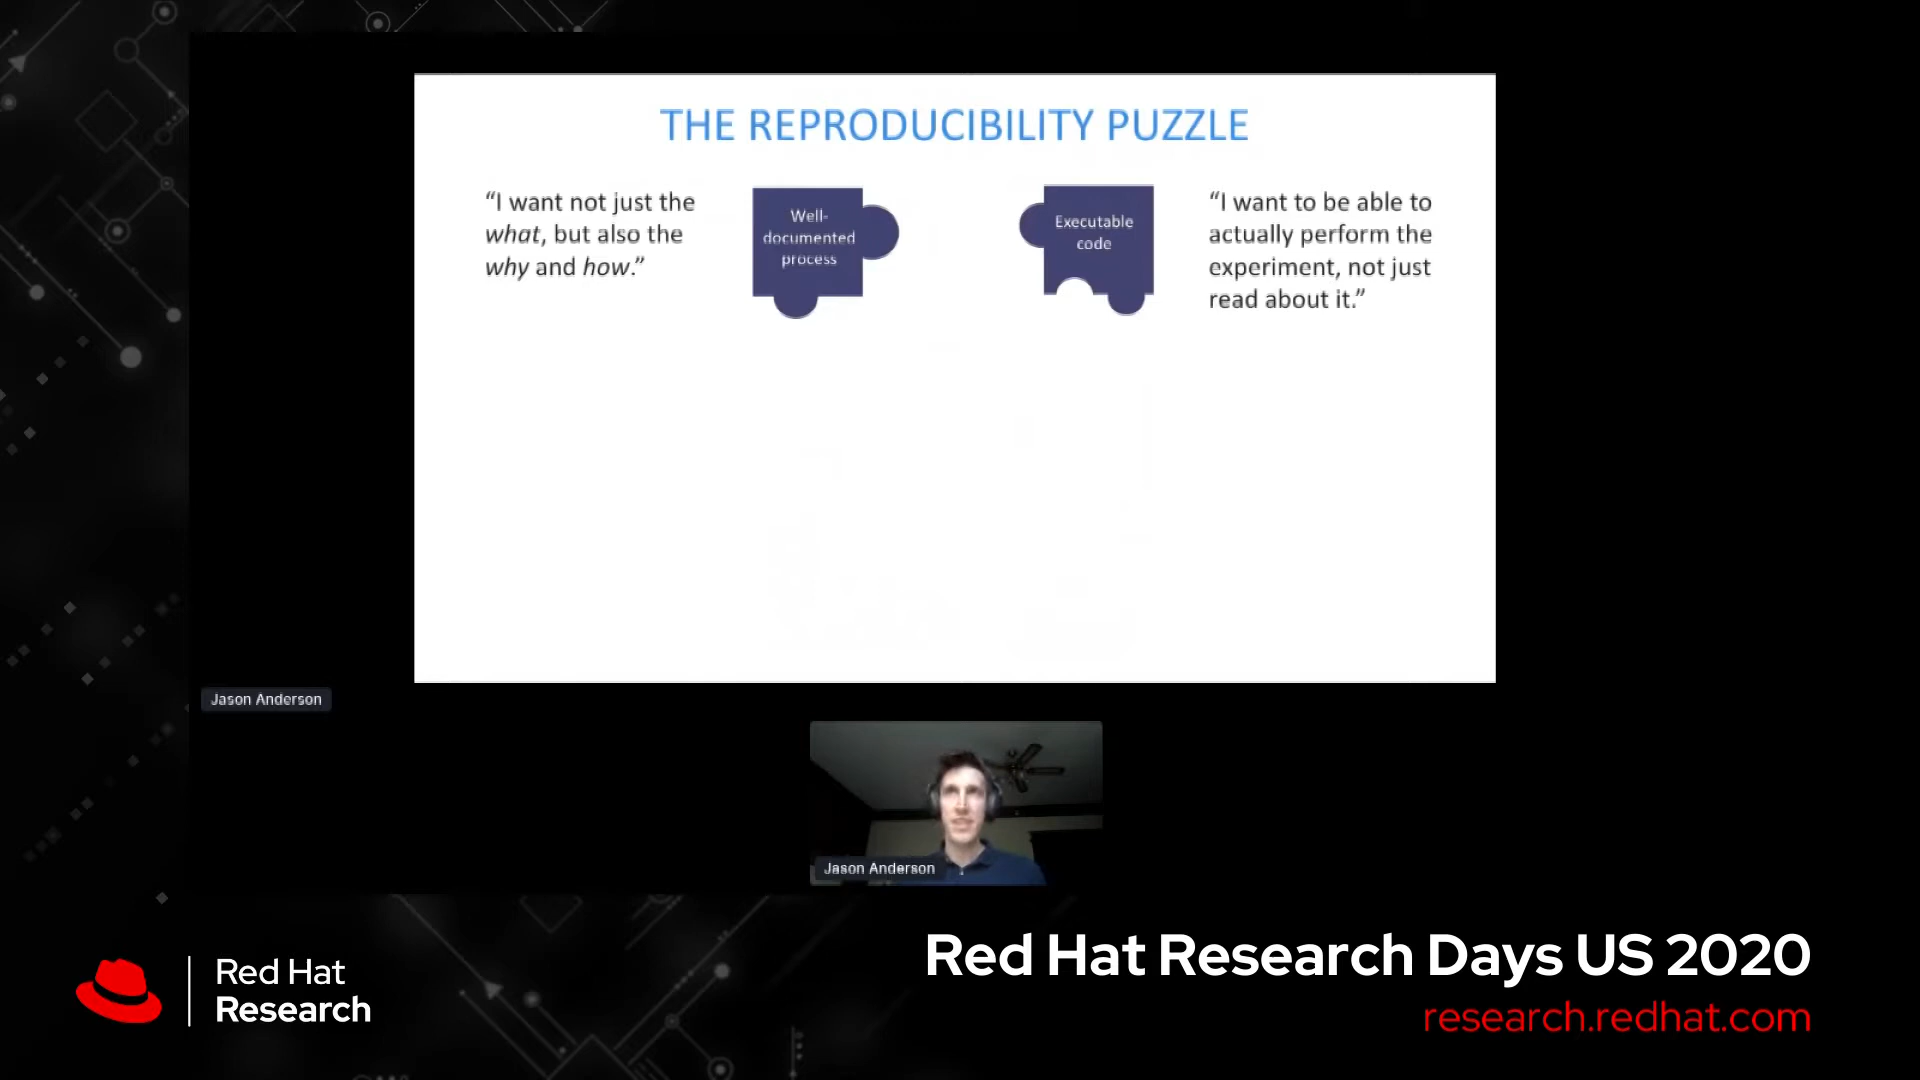 THE REPRODUCIBILITY PUZZLE
“I want not just the
what, but also the
why and how.”
Well-
documented
process
Executable
code
“I want to be able to
actually perform the
experiment, not just
read about it.”
Jason Anderson
Jason Anderson
Red Hat
Research
Red Hat Research Days US 2020
research.redhat.com